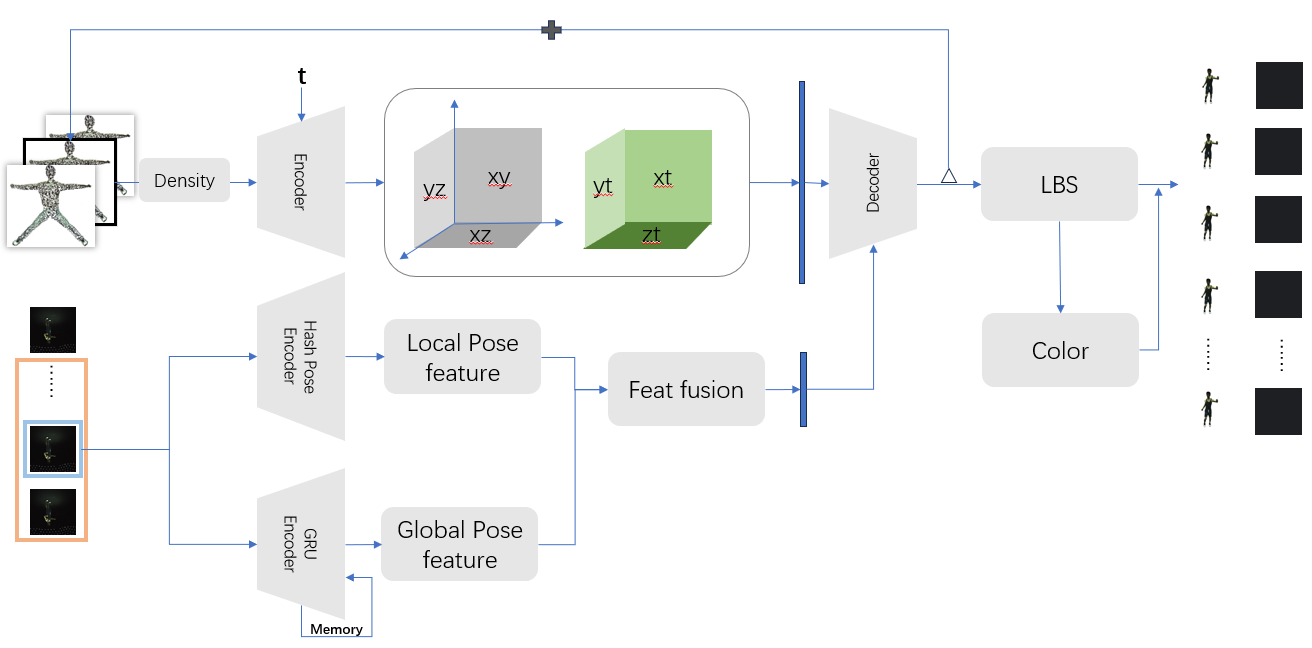 t
Density
Encoder
yz
xy
xz
yt
xt
zt
Decoder
LBS
Color
Hash Pose
Encoder
Local Pose
feature
Feat fusion
GRU
Encoder
Global Pose
feature
Memory